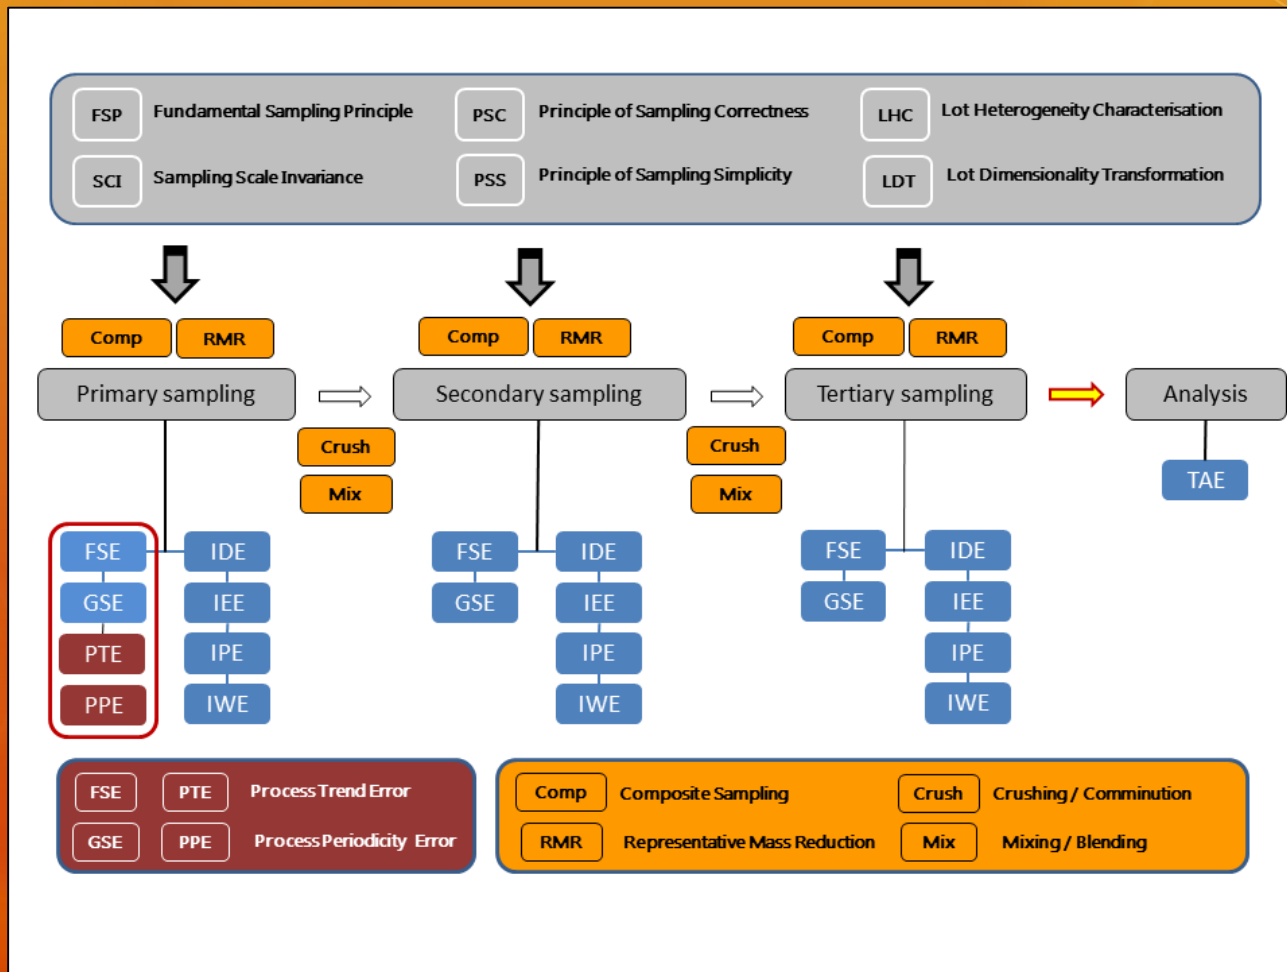 FSP Fundamental Sampling Principle PSC Principle of Sampling Correctness LHC Lot Heterogeneity Characterisation
SCI Sampling Scale Invariance PSS Principle of Sampling Simplicity LDT Lot Dimensionality Transformation
Comp RMR Comp RMR Comp RMR
Primary sampling Secondary sampling Tertiary sampling Analysis
Crush Crush
TAE
Mix Mix
FSE IDE FSE IDE FSE IDE
GSE IEE GSE IEE GSE IEE
PTE IPE IPE IPE
PPE IWE IWE IWE
FSE PTE Process Trend Error Comp Composite Sampling Crush Crushing / Comminution
GSE PPE Process Periodicity Error RMR Representative Mass Reduction Mix Mixing / Blending